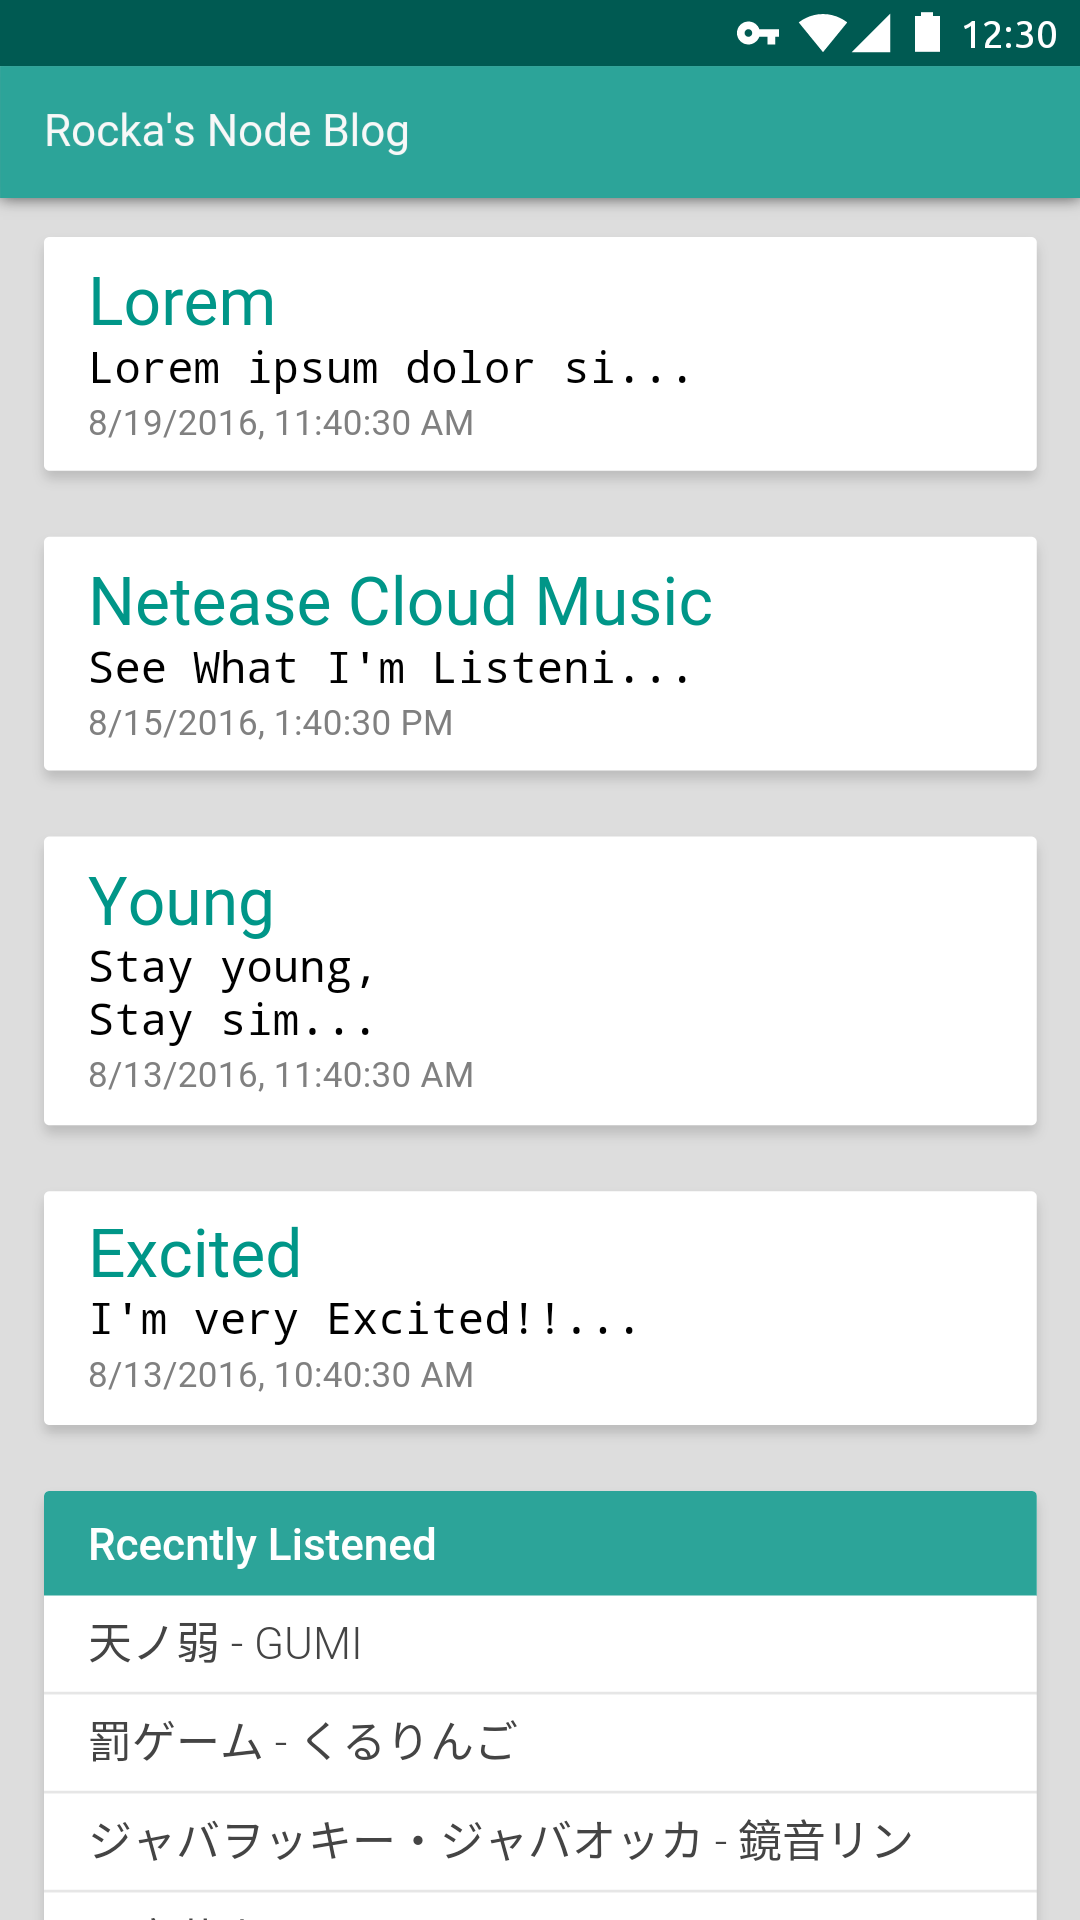 12:30
Rocka's Node Blog
Lorem
Lorem ipsum dolor si...
8/19/2016, 11:40:30 AM
Netease Cloud Music
See What I'm Listeni...
8/15/2016, 1:40:30 PM
Young
Stay young,
Stay sim...
8/13/2016, 11:40:30 AM
Excited
I'm very Excited!!...
8/13/2016, 10:40:30 AM
Rcecntly Listened
天ノ弱 - GUMI
罰ゲーム - くるりんご
ジャバヲッキー・ジャバオッカ - 鏡音リン